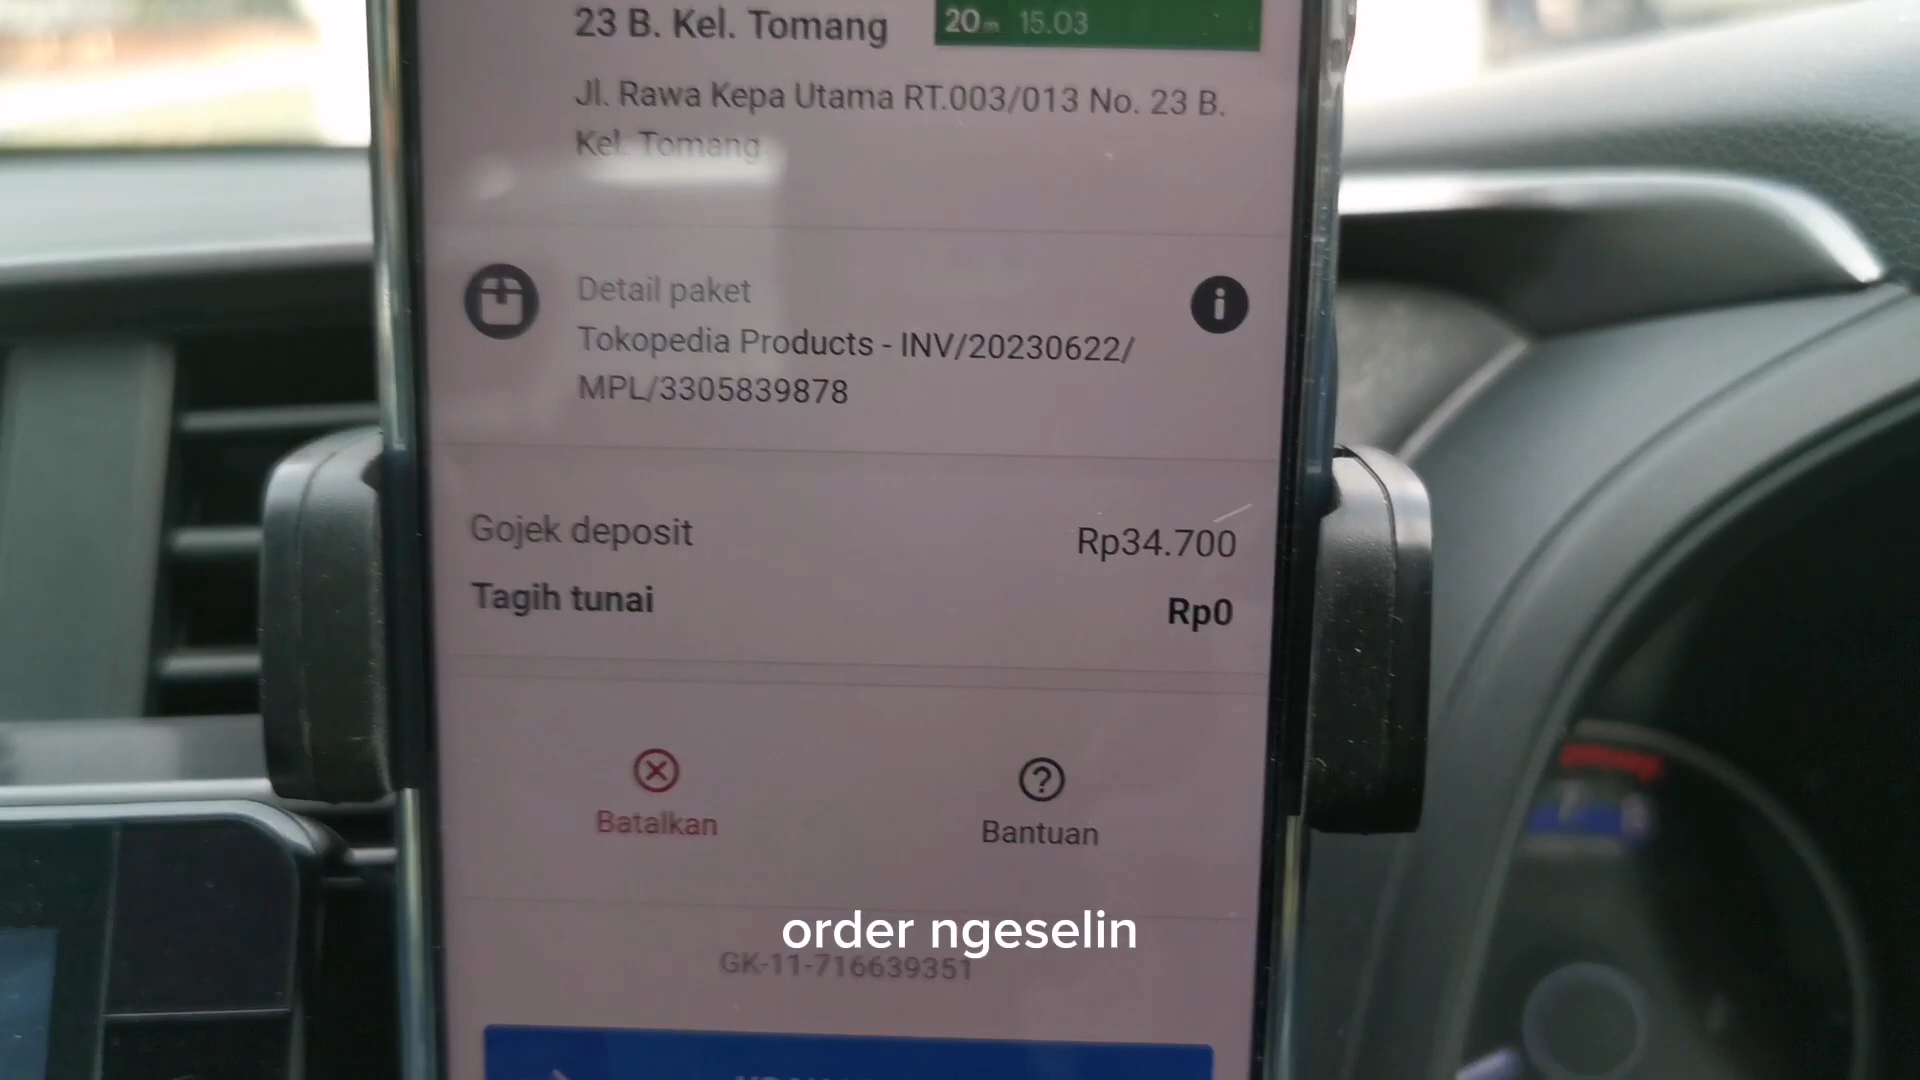 23 B. Kel. Tomang
20m 15.03
Jl. Rawa Kepa Utama RT.003/013 No. 23 B.
Kel. Tomang
Detail paket
Tokopedia Products - INV/20230622/
MPL/3305839878
Gojek deposit Rp34.700
Tagih tunai Rp0
Batalkan
Bantuan
order ngeselin
GK-11-716639351